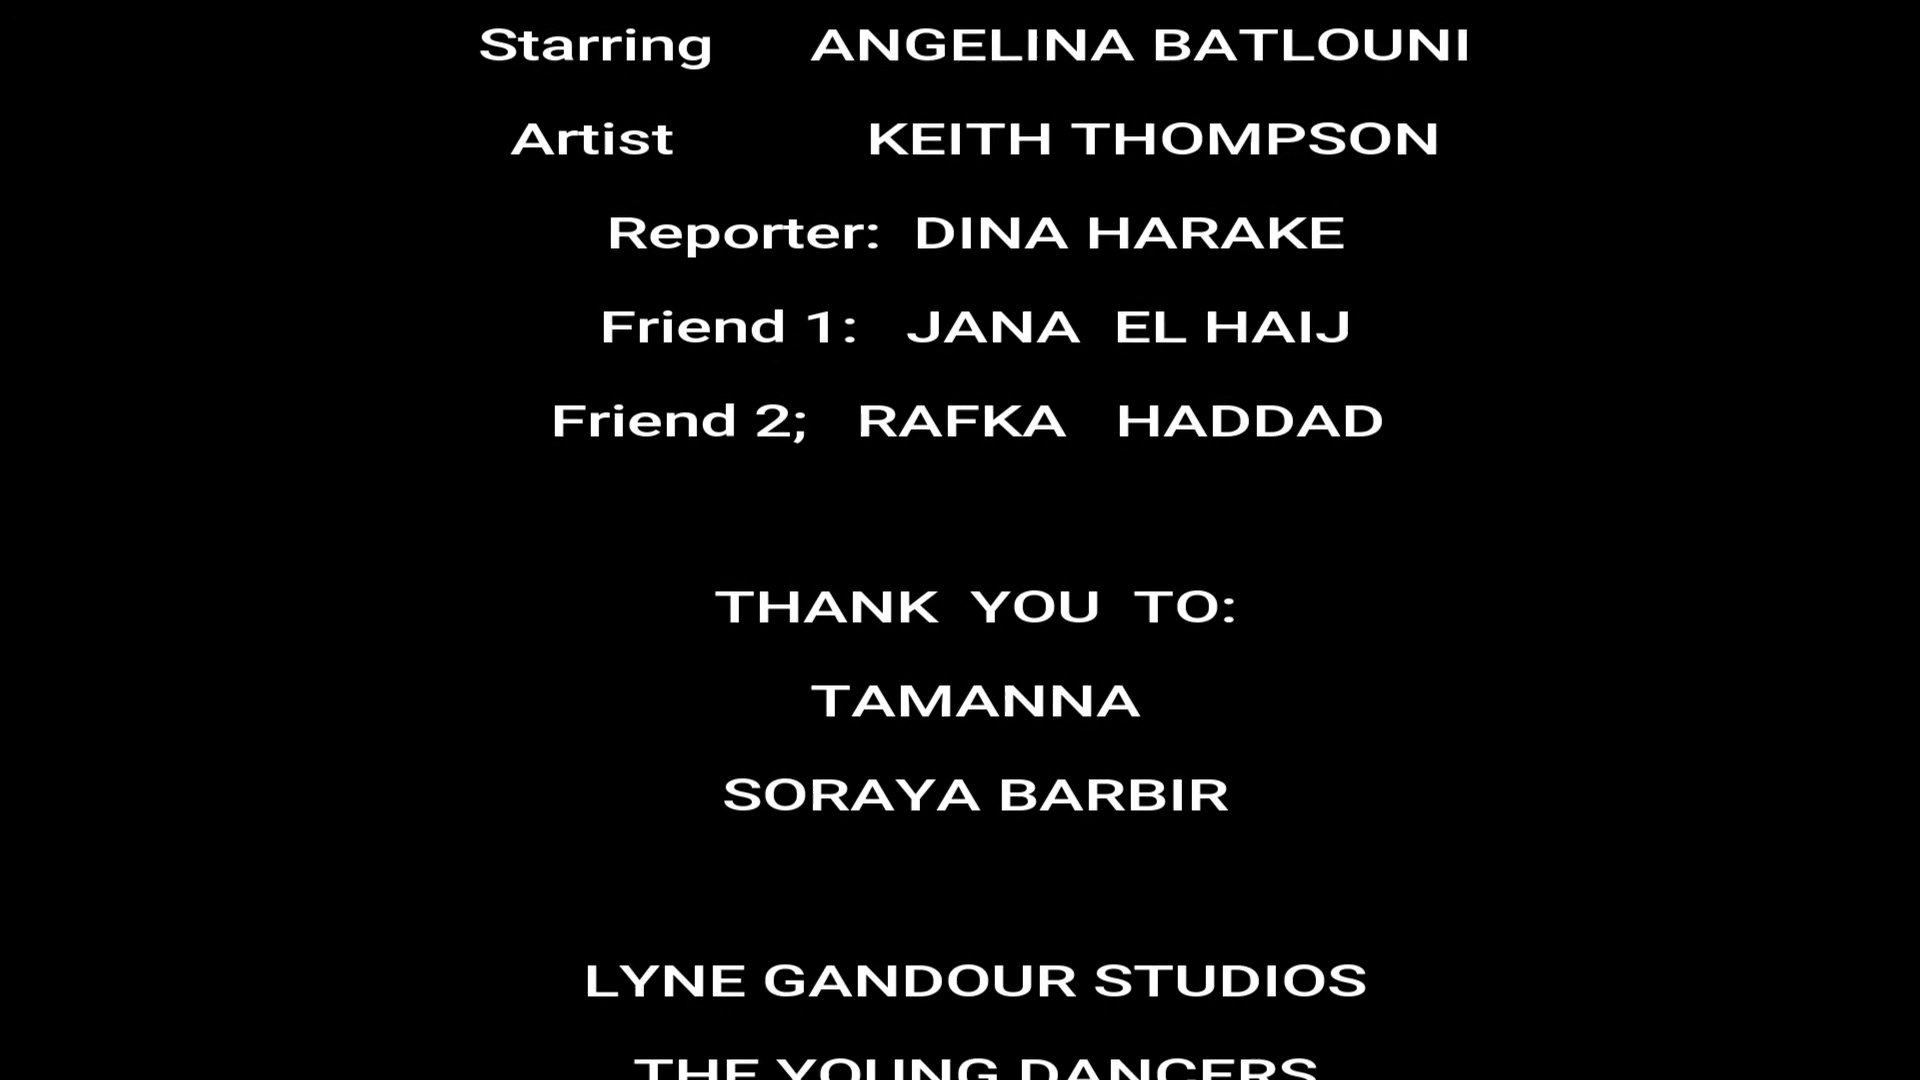 Starring ANGELINA BATLOUNI
Artist KEITH THOMPSON
Reporter: DINA HARAKE
Friend 1: JANA EL HAIJ
Friend 2; RAFKA HADDAD
THANK YOU TO:
TAMANNA
SORAYA BARBIR
LYNE GANDOUR STUDIOS
THE YOUNG DANCERS